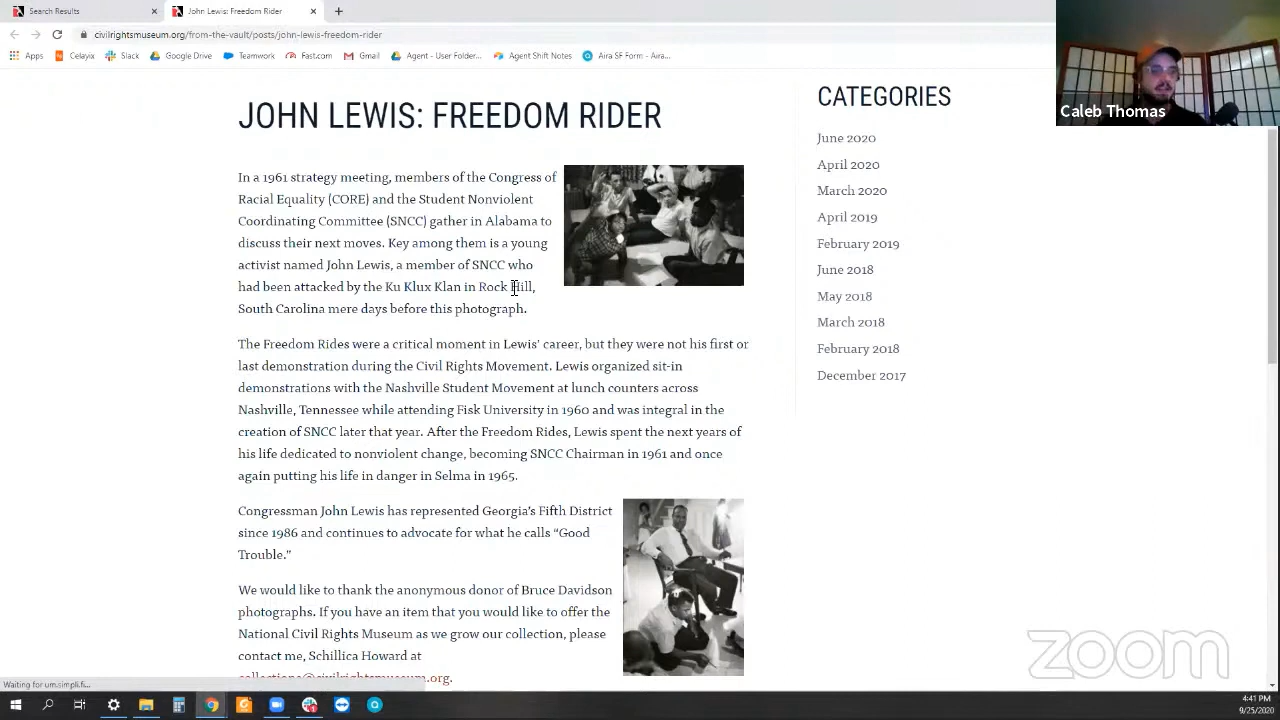 Search Results
John Lewis: Freedom Rider
civilrightsmuseum.org/from-the-vault/posts/john-lewis-freedom-rider
Apps
Celayix
Slack
Google Drive
Teamwork
Fast.com
Gmail
Agent - User Folder...
Agent Shift Notes
Aira SF Form - Aira...
Caleb Thomas
JOHN LEWIS: FREEDOM RIDER
In a 1961 strategy meeting, members of the Congress of
Racial Equality (CORE) and the Student Nonviolent
Coordinating Committee (SNCC) gather in Alabama to
discuss their next moves. Key among them is a young
activist named John Lewis, a member of SNCC who
had been attacked by the Ku Klux Klan in Rock Hill,
South Carolina mere days before this photograph.
The Freedom Rides were a critical moment in Lewis' career, but they were not his first or
last demonstration during the Civil Rights Movement. Lewis organized sit-in
demonstrations with the Nashville Student Movement at lunch counters across
Nashville, Tennessee while attending Fisk University in 1960 and was integral in the
creation of SNCC later that year. After the Freedom Rides, Lewis spent the next years of
his life dedicated to nonviolent change, becoming SNCC Chairman in 1961 and once
again putting his life in danger in Selma in 1965.
Congressman John Lewis has represented Georgia's Fifth District
since 1986 and continues to advocate for what he calls “Good
Trouble.”
We would like to thank the anonymous donor of Bruce Davidson
photographs. If you have an item that you would like to offer the
National Civil Rights Museum as we grow our collection, please
contact me, Schillica Howard at
collections@civilrightsmuseum.org.
CATEGORIES
June 2020
April 2020
March 2020
April 2019
February 2019
June 2018
May 2018
March 2018
February 2018
December 2017
zoom
Waiting for um.simpli.fi...
4:41 PM
9/25/2020